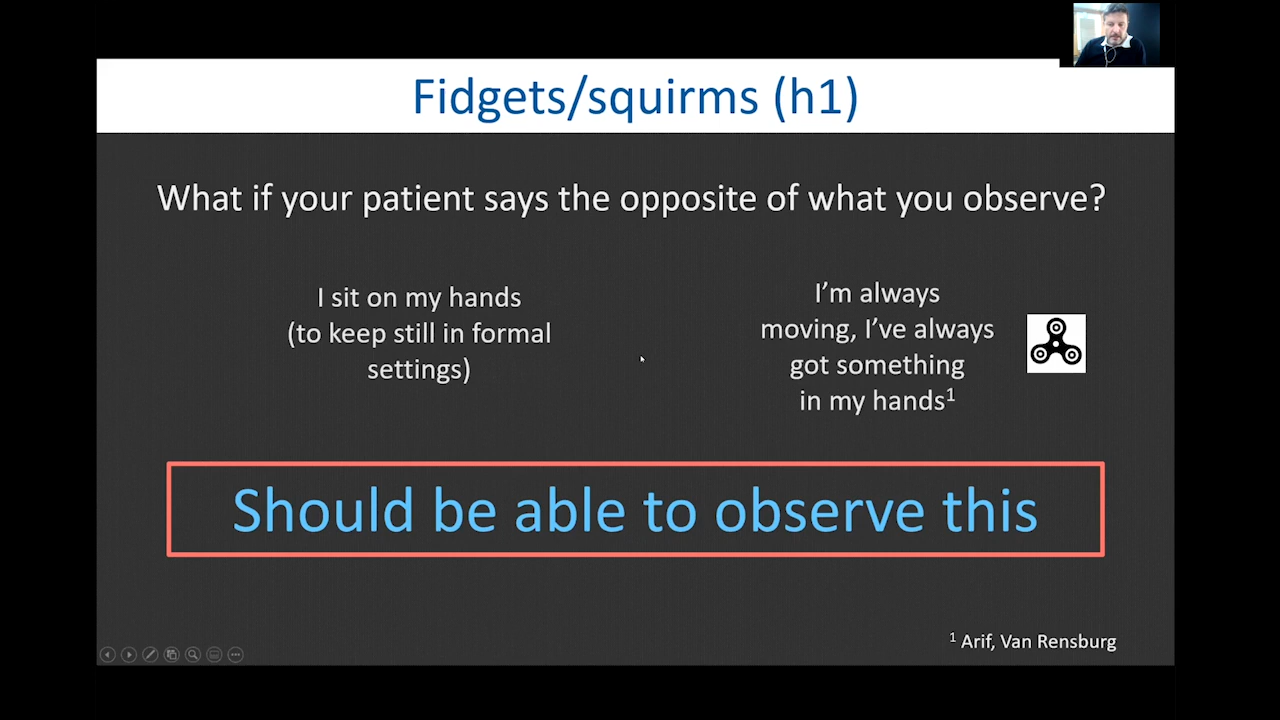 Fidgets/squirms (h1)
What if your patient says the opposite of what you observe?
I sit on my hands
(to keep still in formal
settings)
I’m always
moving, I’ve always
got something
in my hands¹
Should be able to observe this
¹ Arif, Van Rensburg